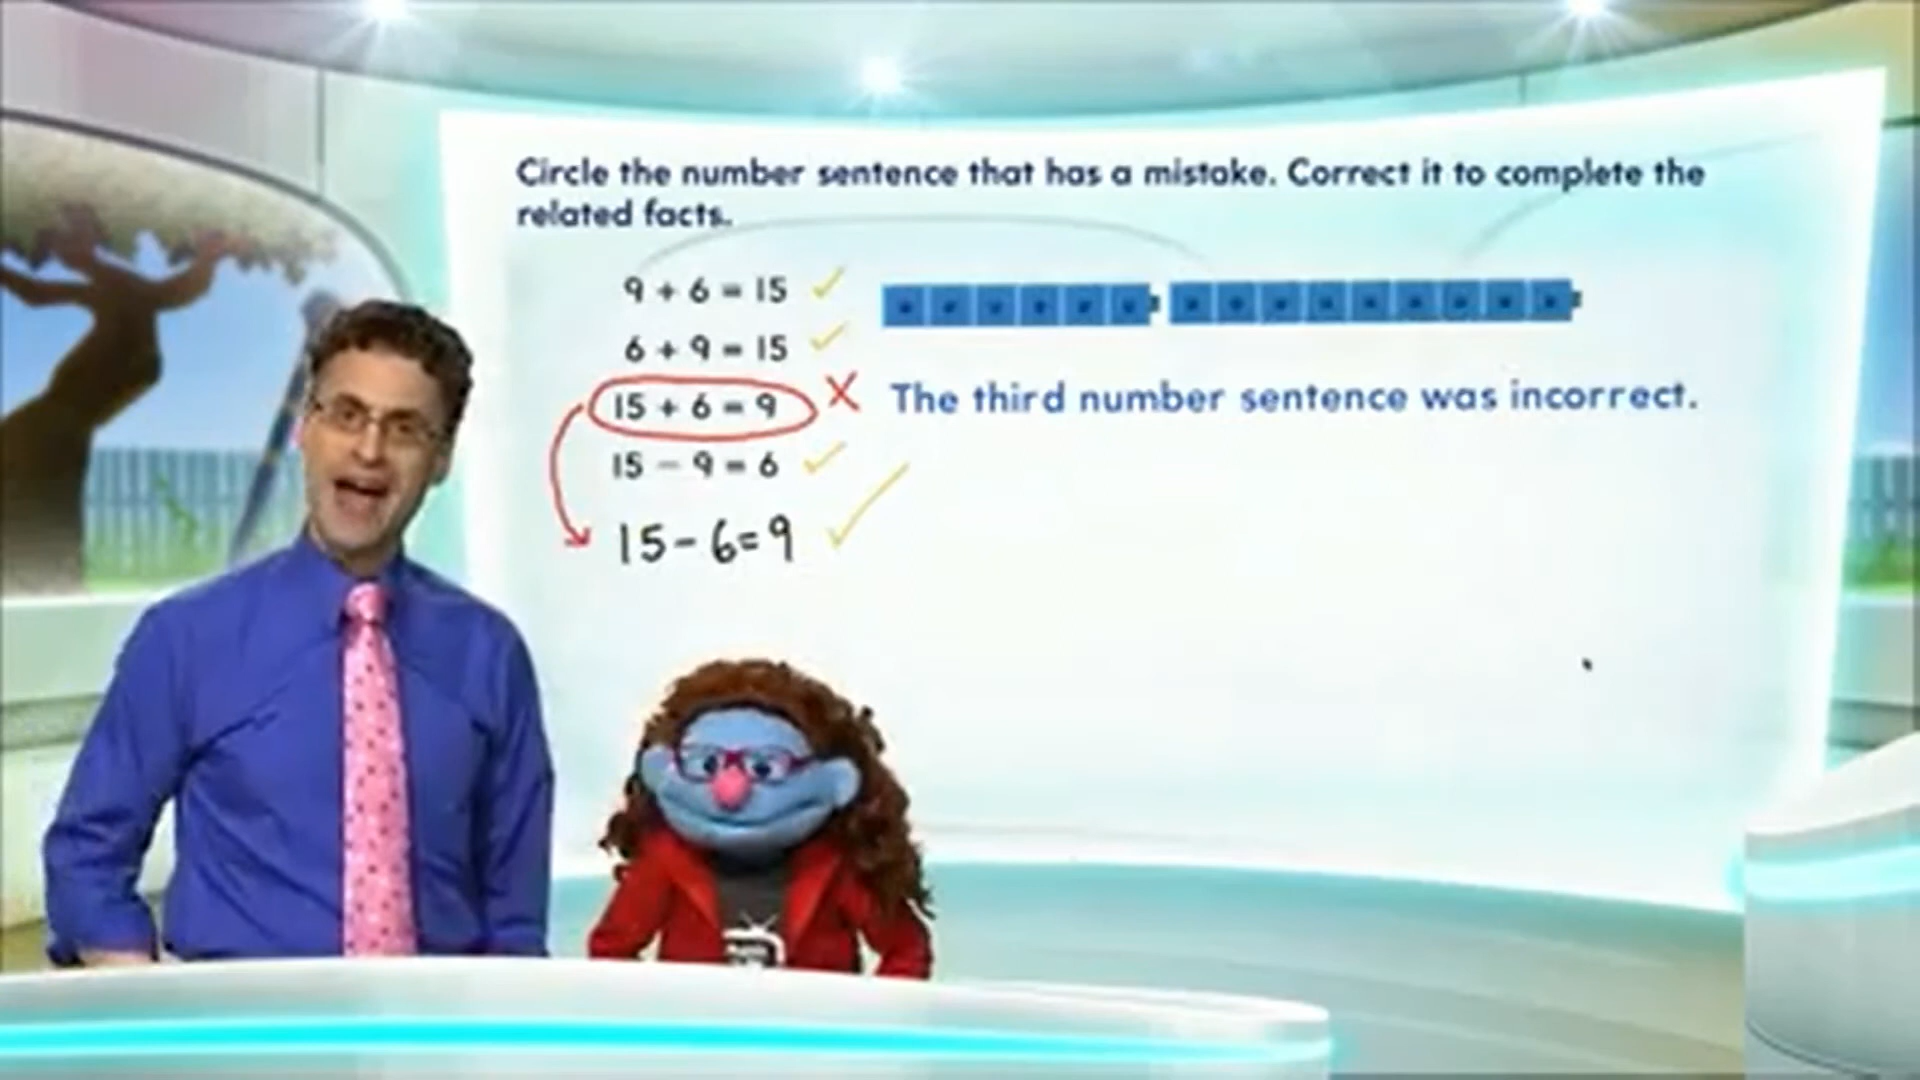 Circle the number sentence that has a mistake. Correct it to complete the
related facts.
9 + 6 = 15 ✓
6 + 9 = 15 ✓
15 + 6 = 9 X The third number sentence was incorrect.
15 - 9 = 6 ✓
15-6=9 ✓